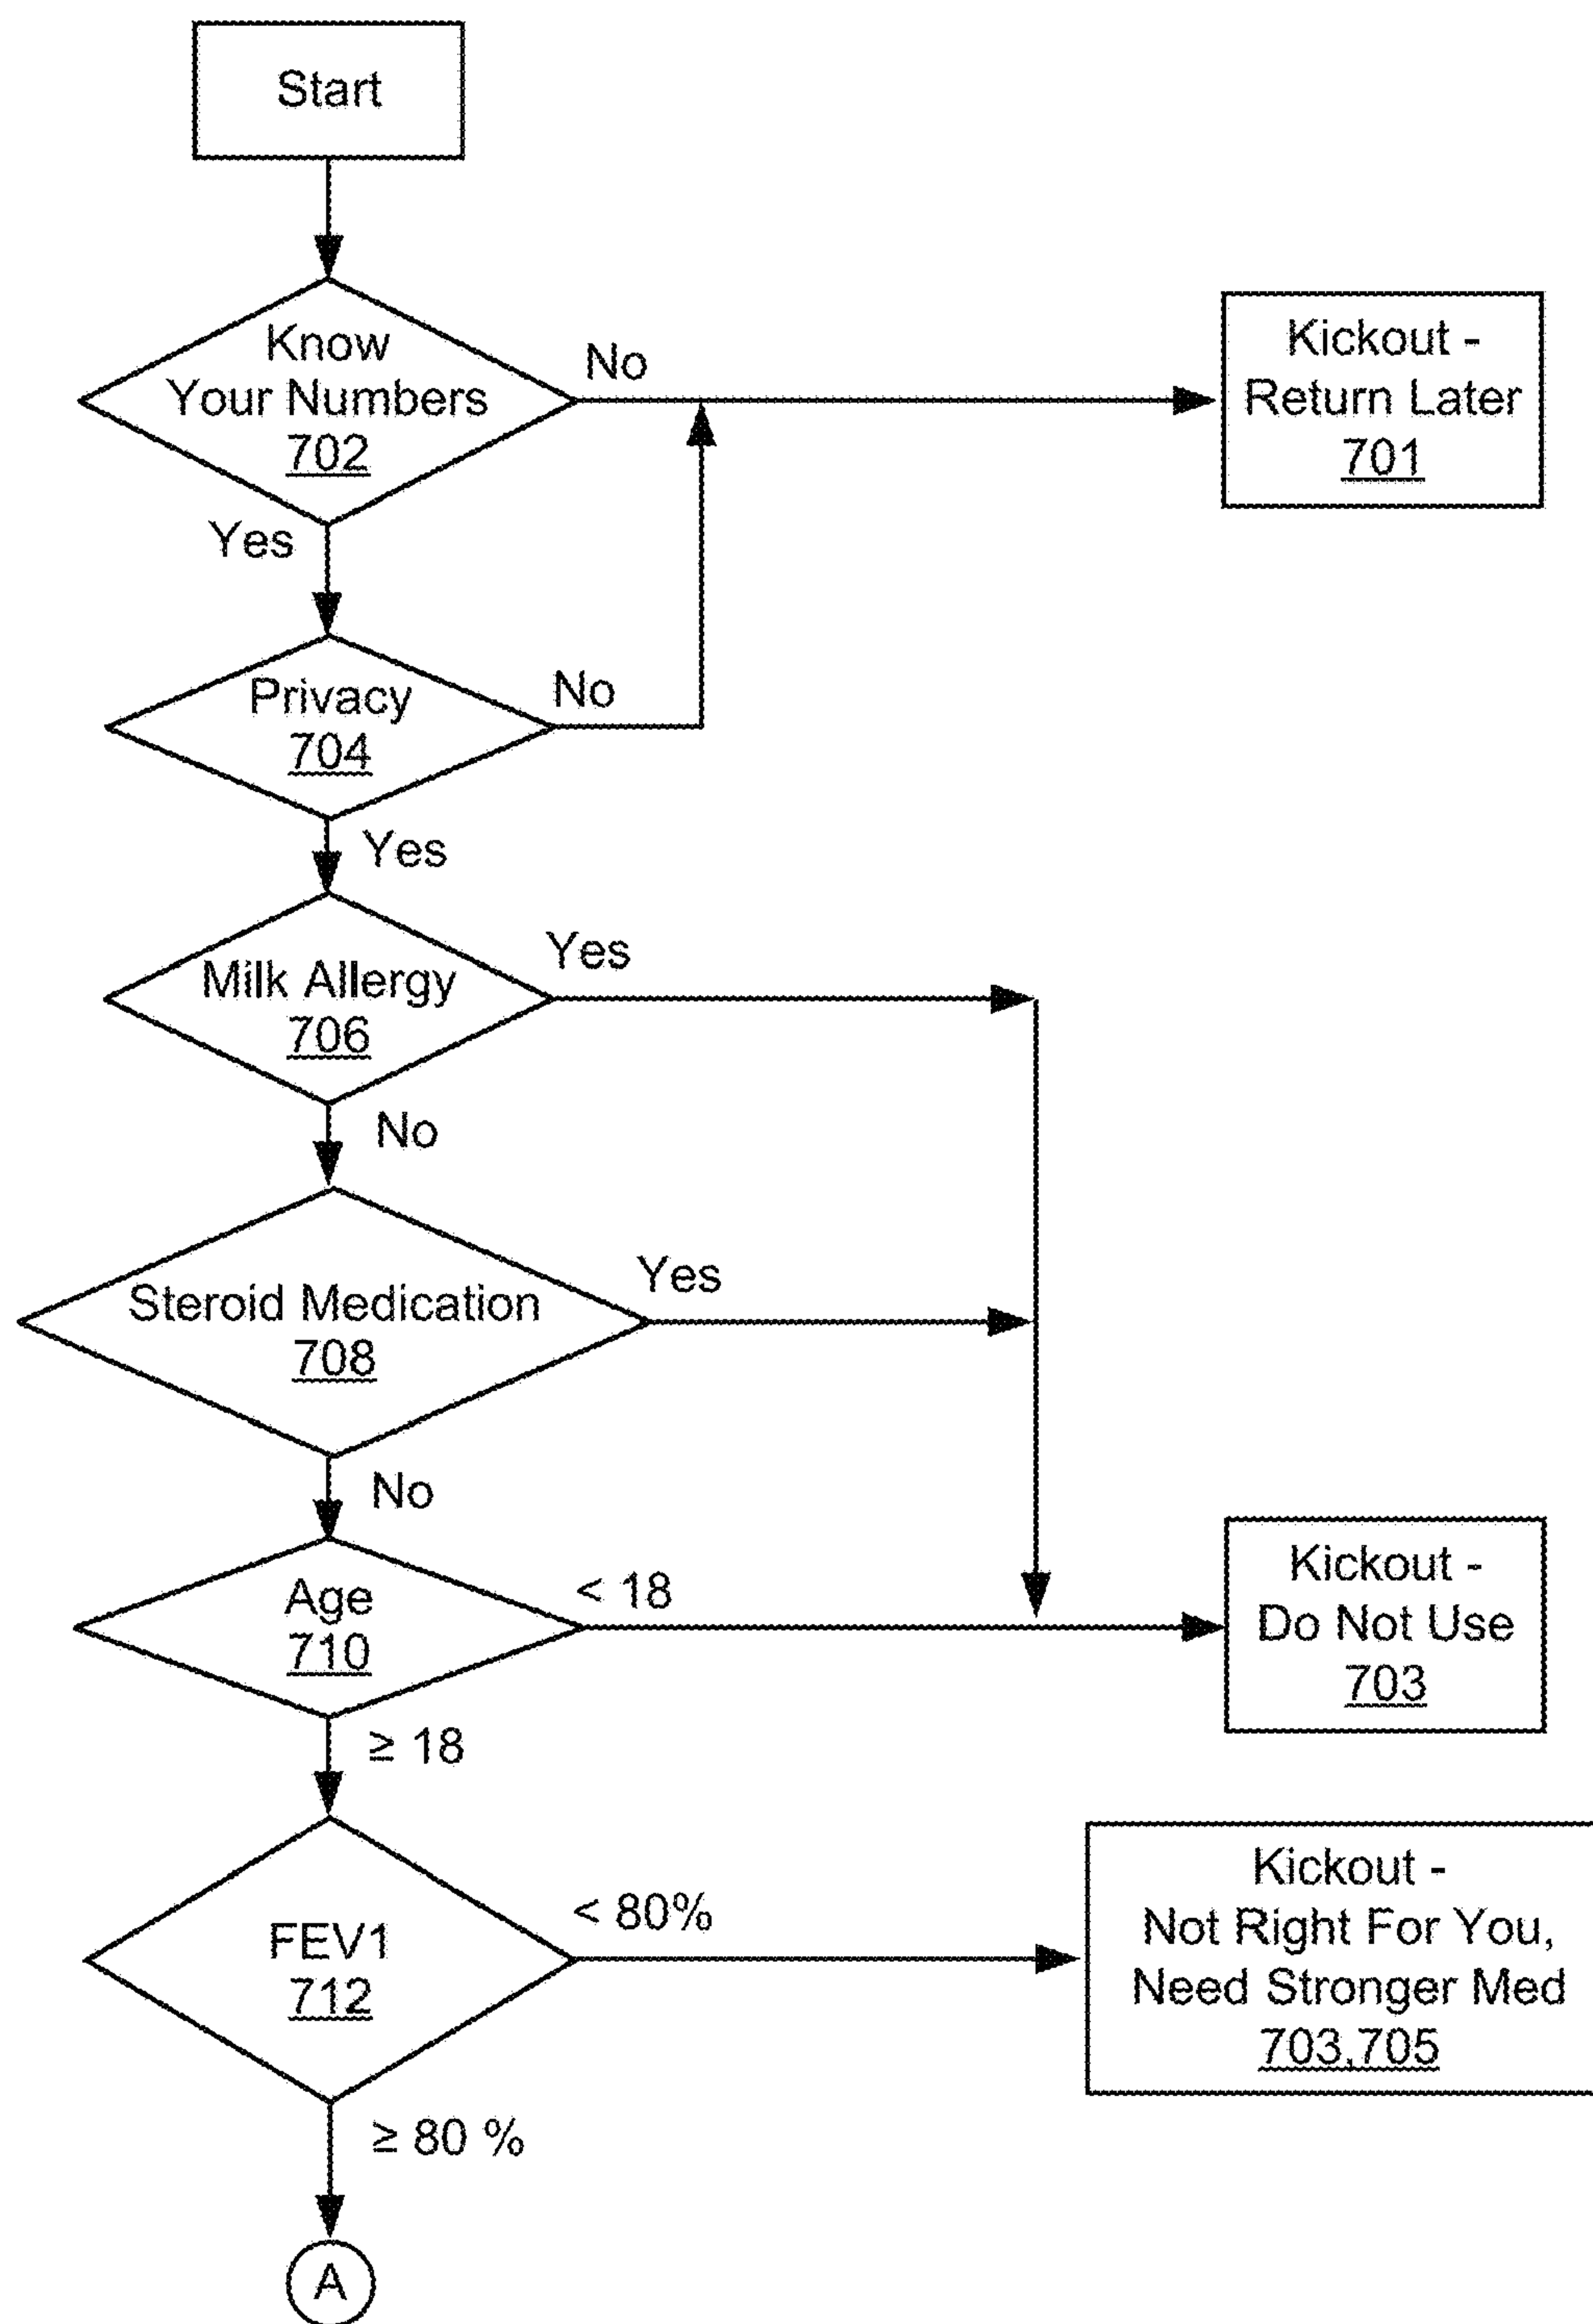 Start
Know
Your Numbers
702
No
Kickout -
Return Later
701
Yes
Privacy
704
No
Yes
Milk Allergy
706
Yes
No
Steroid Medication
708
Yes
No
Age
710
< 18
Kickout -
Do Not Use
703
≥ 18
FEV1
712
< 80%
Kickout -
Not Right For You,
Need Stronger Med
703,705
≥ 80 %
A